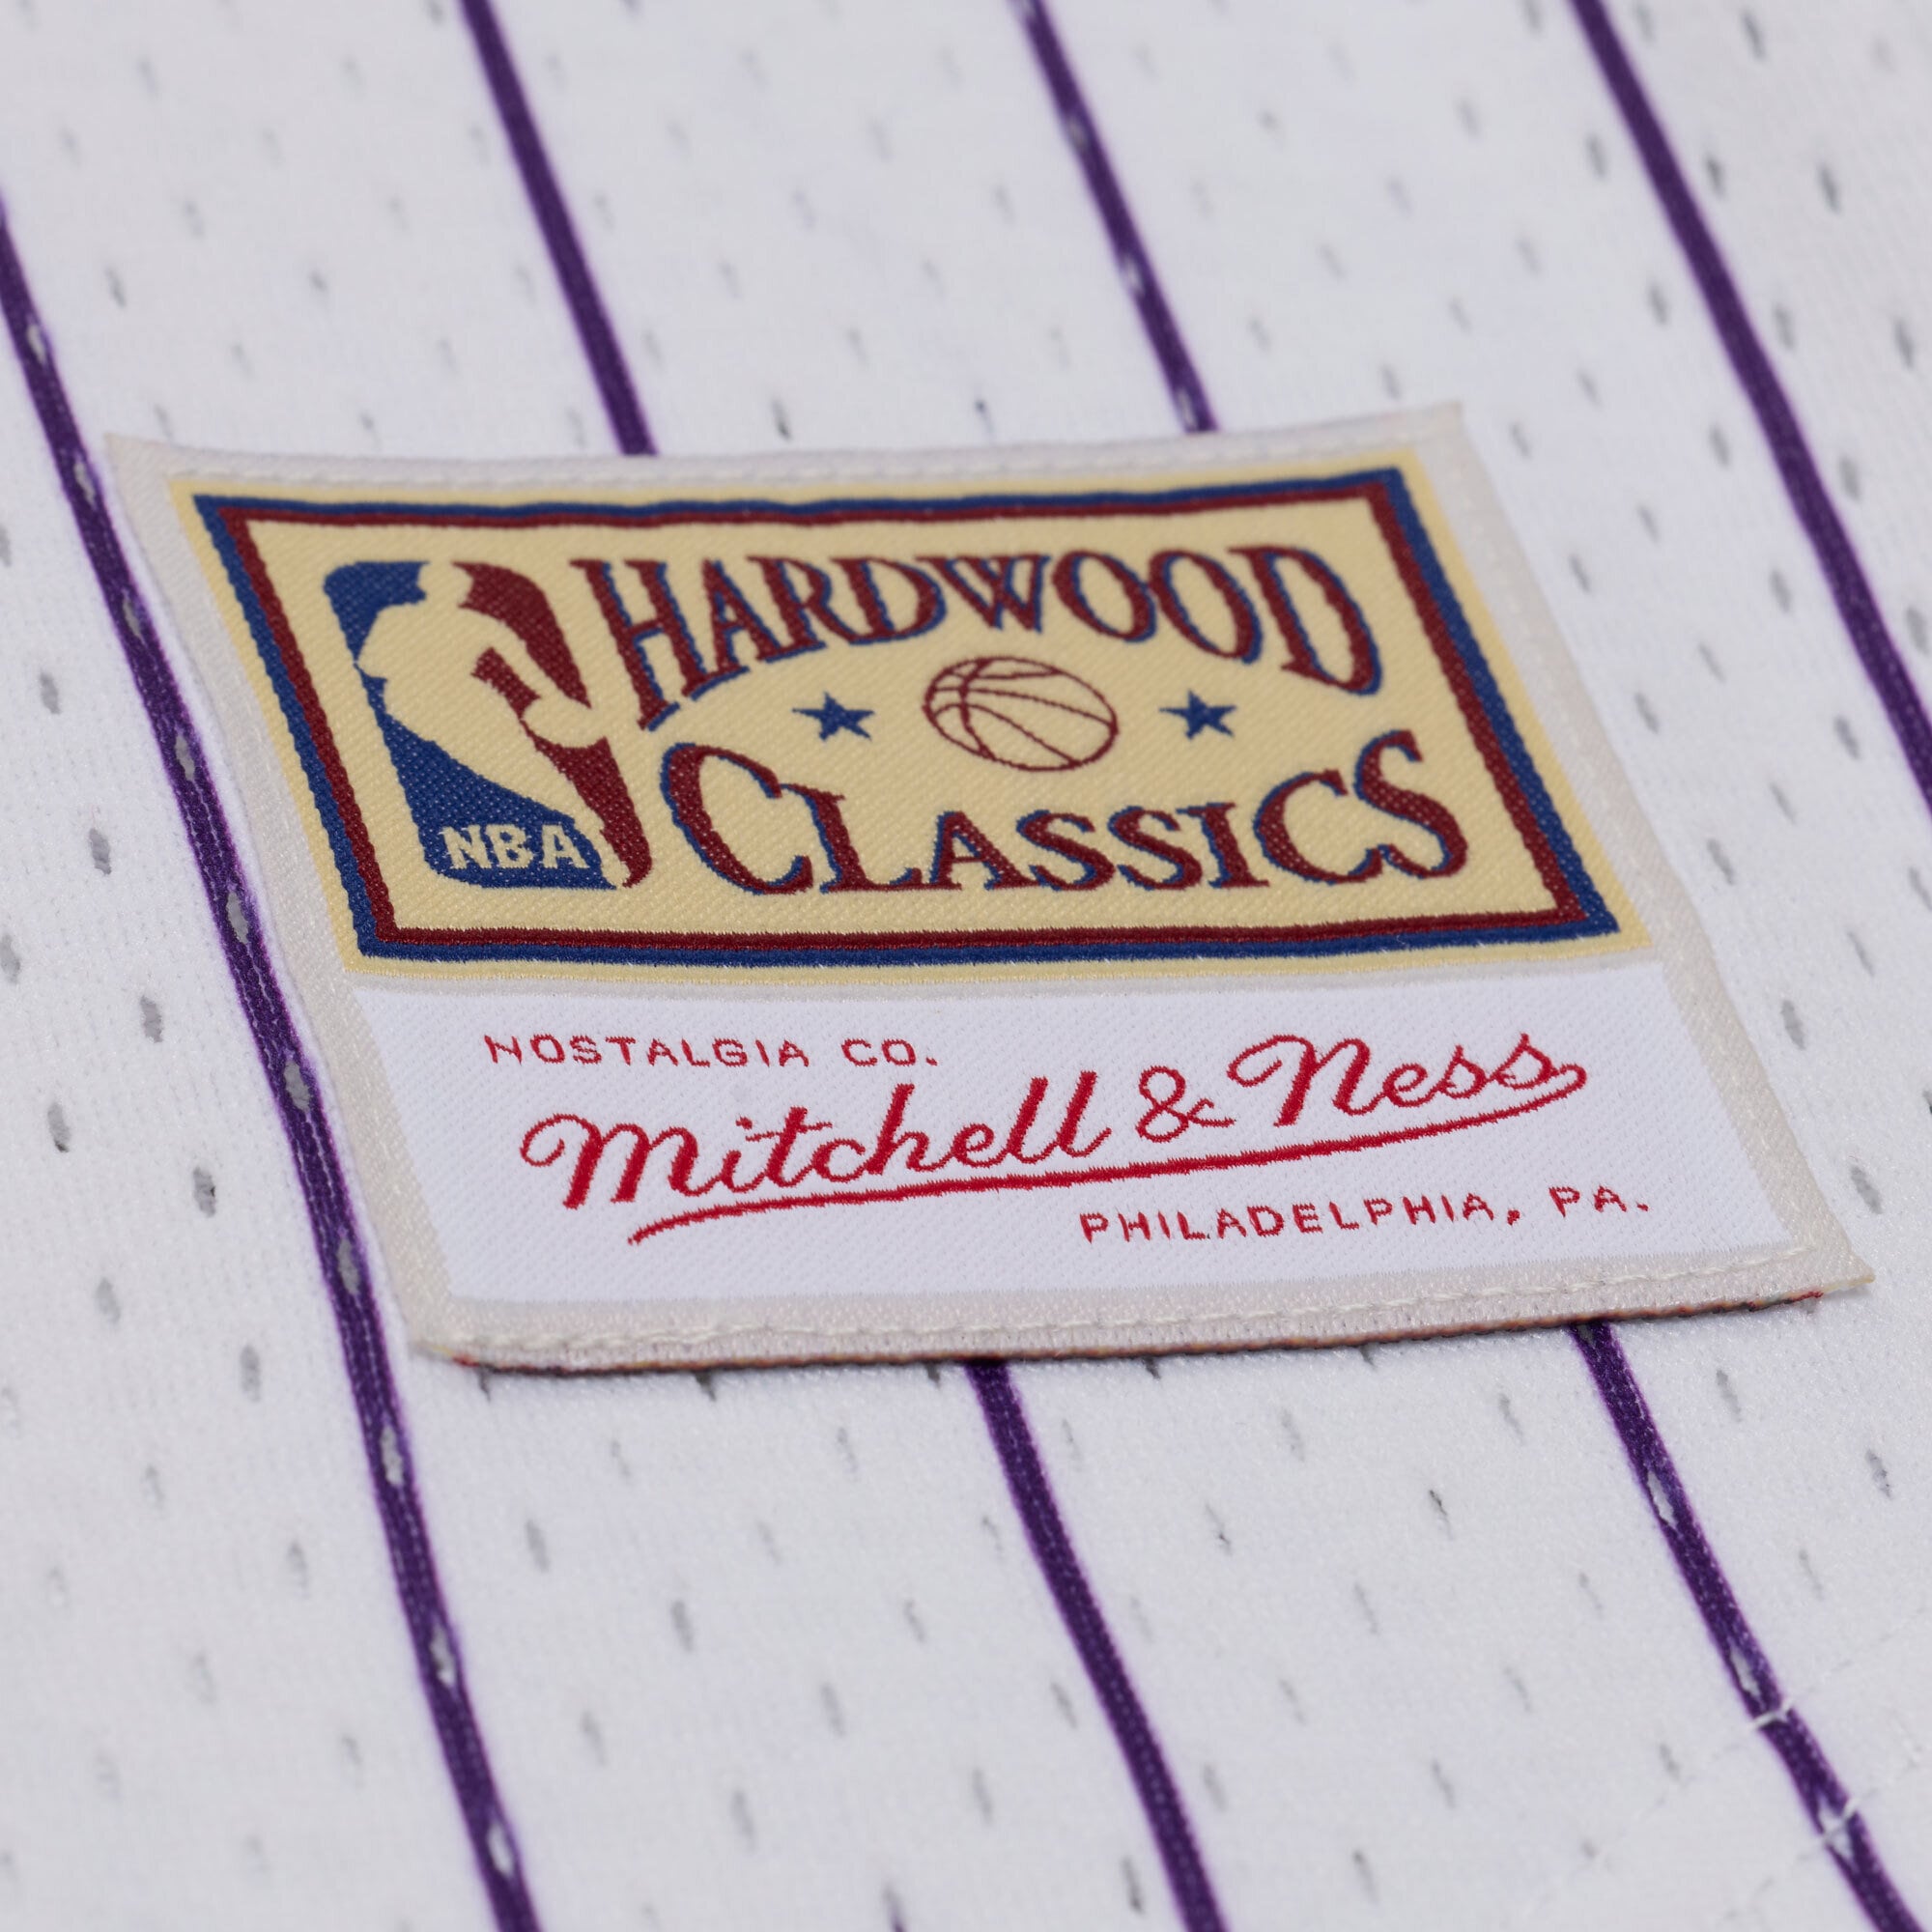 HARDWOOD
CLASSICS
NBA
NOSTALGIA CO.
Mitchell & Ness
PHILADELPHIA, PA.